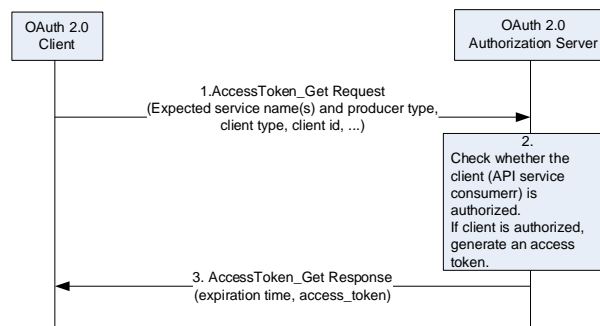 OAuth 2.0
Client
OAuth 2.0
Authorization Server
1.AccessToken_Get Request
(Expected service name(s) and producer type,
client type, client id, ...)
2.
Check whether the
client (API service
consumerr) is
authorized.
If client is authorized,
generate an access
token.
3. AccessToken_Get Response
(expiration time, access_token)